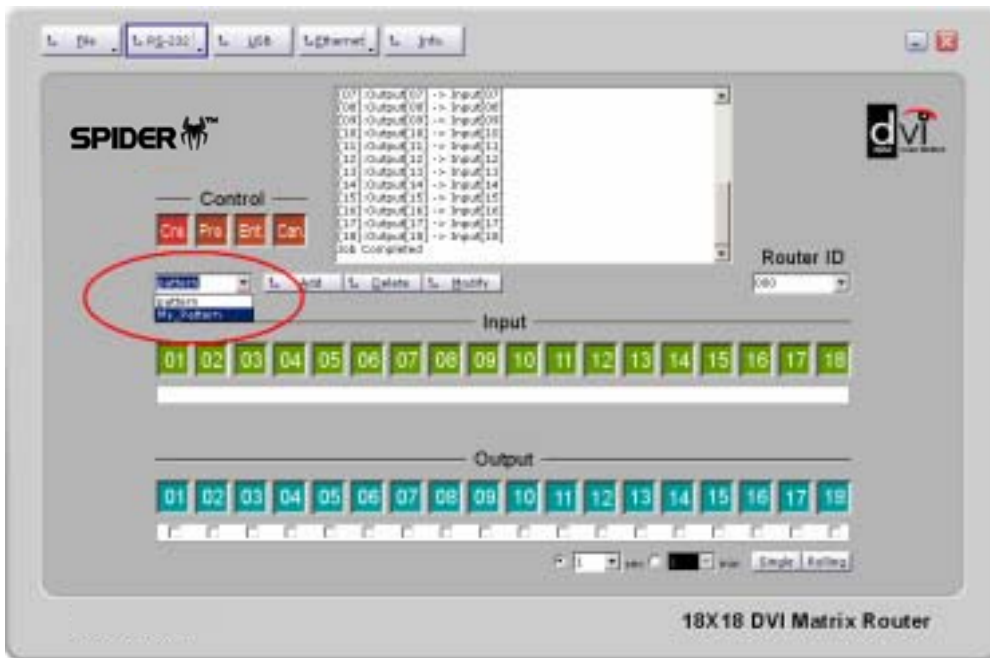 File RS-232 USB Ethernet Info
SPIDER™
dvi
[07] :Output[07] -> Input[07]
[08] :Output[08] -> Input[08]
[09] :Output[09] -> Input[09]
[10] :Output[10] -> Input[10]
[11] :Output[11] -> Input[11]
[12] :Output[12] -> Input[12]
[13] :Output[13] -> Input[13]
[14] :Output[14] -> Input[14]
[15] :Output[15] -> Input[15]
[16] :Output[16] -> Input[16]
[17] :Output[17] -> Input[17]
[18] :Output[18] -> Input[18]
Job Completed
Control
Cre Pre Ent Can
Router ID
000
pattern Add Delete Modify
pattern
My_Pattern
Input
01 02 03 04 05 06 07 08 09 10 11 12 13 14 15 16 17 18
Output
01 02 03 04 05 06 07 08 09 10 11 12 13 14 15 16 17 18
1 sec 1 min Single Rolling
18X18 DVI Matrix Router